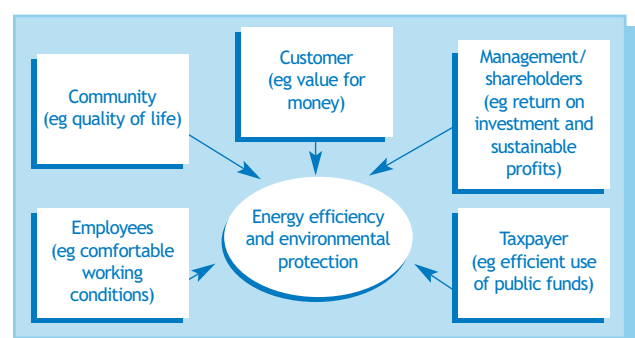 Community
(eg quality of life)
Customer
(eg value for
money)
Management/
shareholders
(eg return on
investment and
sustainable
profits)
Employees
(eg comfortable
working
conditions)
Energy efficiency
and environmental
protection
Taxpayer
(eg efficient use
of public funds)